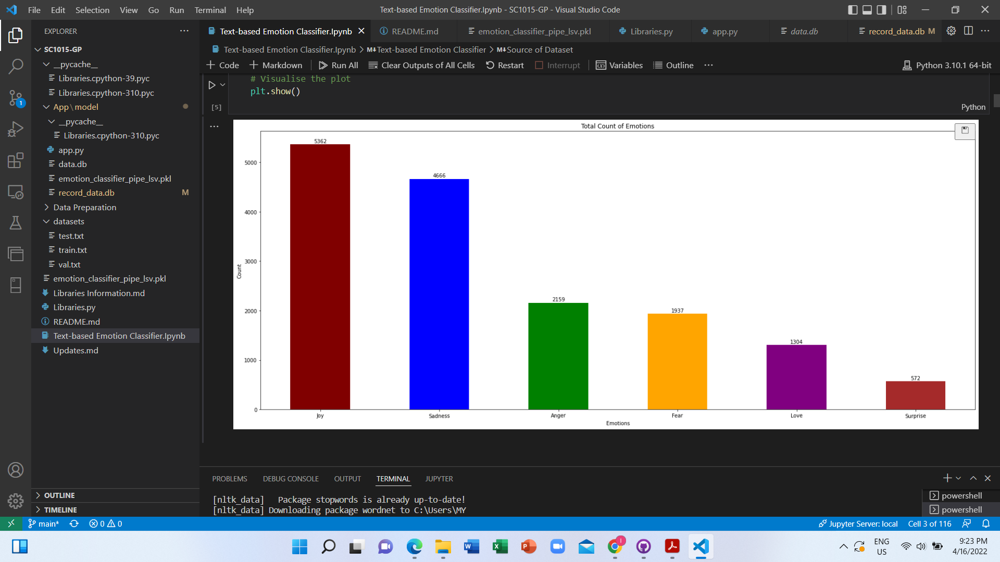 File Edit Selection View Go Run Terminal Help
Text-based Emotion Classifier.Ipynb - SC1015-GP - Visual Studio Code
EXPLORER
SC1015-GP
__pycache__
Libraries.cpython-39.pyc
Libraries.cpython-310.pyc
App\model
__pycache__
Libraries.cpython-310.pyc
app.py
data.db
emotion_classifier_pipe_lsv.pkl
record_data.db M
Data Preparation
datasets
test.txt
train.txt
val.txt
emotion_classifier_pipe_lsv.pkl
Libraries Information.md
Libraries.py
README.md
Text-based Emotion Classifier.Ipynb
Updates.md
OUTLINE
TIMELINE
1
Text-based Emotion Classifier.Ipynb README.md emotion_classifier_pipe_lsv.pkl Libraries.py app.py data.db record_data.db M
Text-based Emotion Classifier.Ipynb > M↓Text-based Emotion Classifier > M↓Source of Dataset
Code Markdown Run All Clear Outputs of All Cells Restart Interrupt Variables Outline Python 3.10.1 64-bit
# Visualise the plot
plt.show()
[5]
Python
Total Count of Emotions
5362
4666
2159
1937
1304
572
5000
4000
3000
2000
1000
0
Count
Joy Sadness Anger Fear Love Surprise
Emotions
PROBLEMS DEBUG CONSOLE OUTPUT TERMINAL JUPYTER
[nltk_data]   Package stopwords is already up-to-date!
[nltk_data] Downloading package wordnet to C:\Users\MY
powershell
powershell
main* 0 0
Jupyter Server: local Cell 3 of 116
ENG
US
9:23 PM
4/16/2022